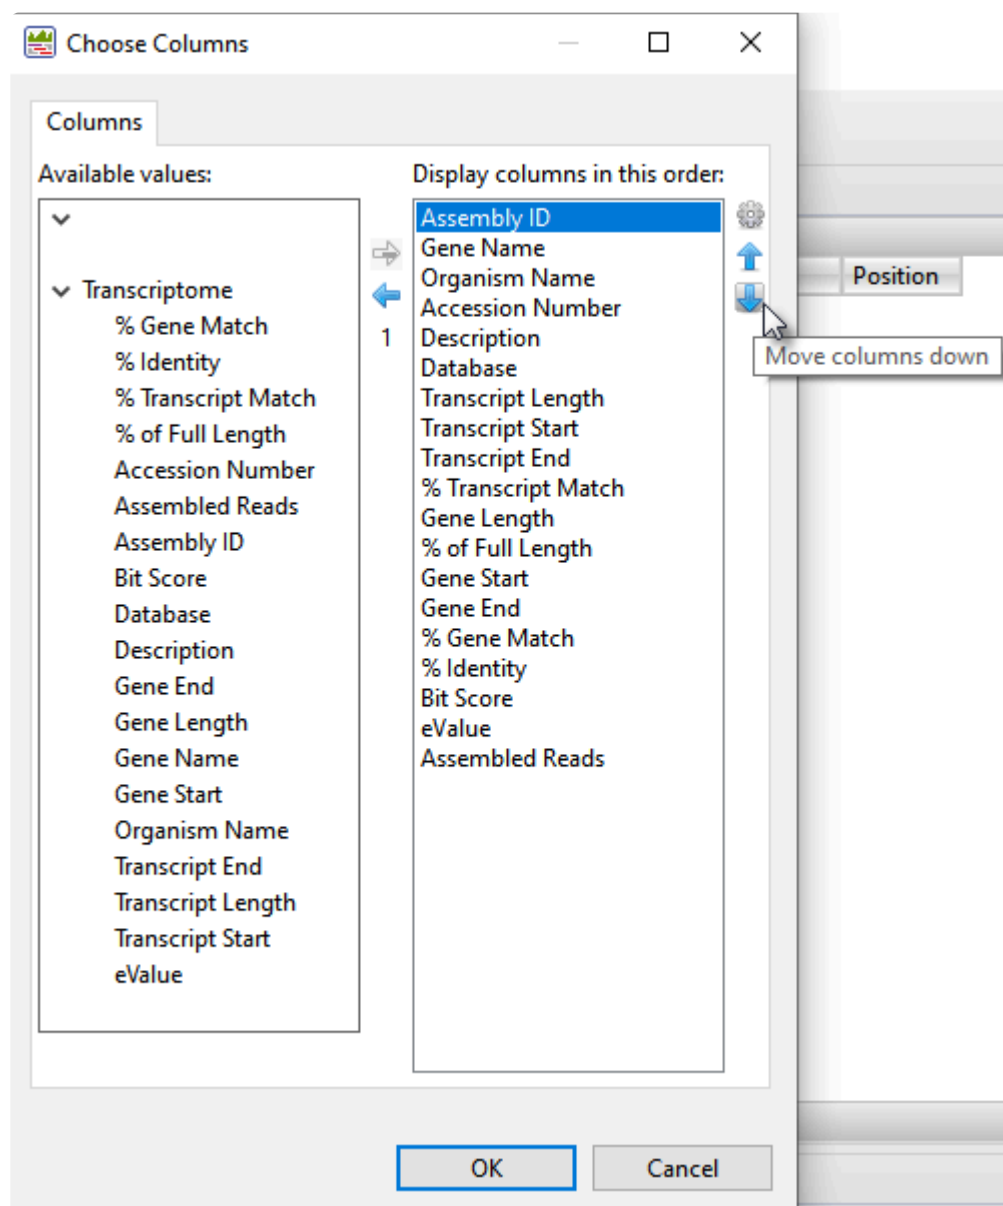 Choose Columns
Columns
Available values:
Transcriptome
% Gene Match
% Identity
% Transcript Match
% of Full Length
Accession Number
Assembled Reads
Assembly ID
Bit Score
Database
Description
Gene End
Gene Length
Gene Name
Gene Start
Organism Name
Transcript End
Transcript Length
Transcript Start
eValue
1
Display columns in this order:
Assembly ID
Gene Name
Organism Name
Accession Number
Description
Database
Transcript Length
Transcript Start
Transcript End
% Transcript Match
Gene Length
% of Full Length
Gene Start
Gene End
% Gene Match
% Identity
Bit Score
eValue
Assembled Reads
Position
Move columns down
OK
Cancel